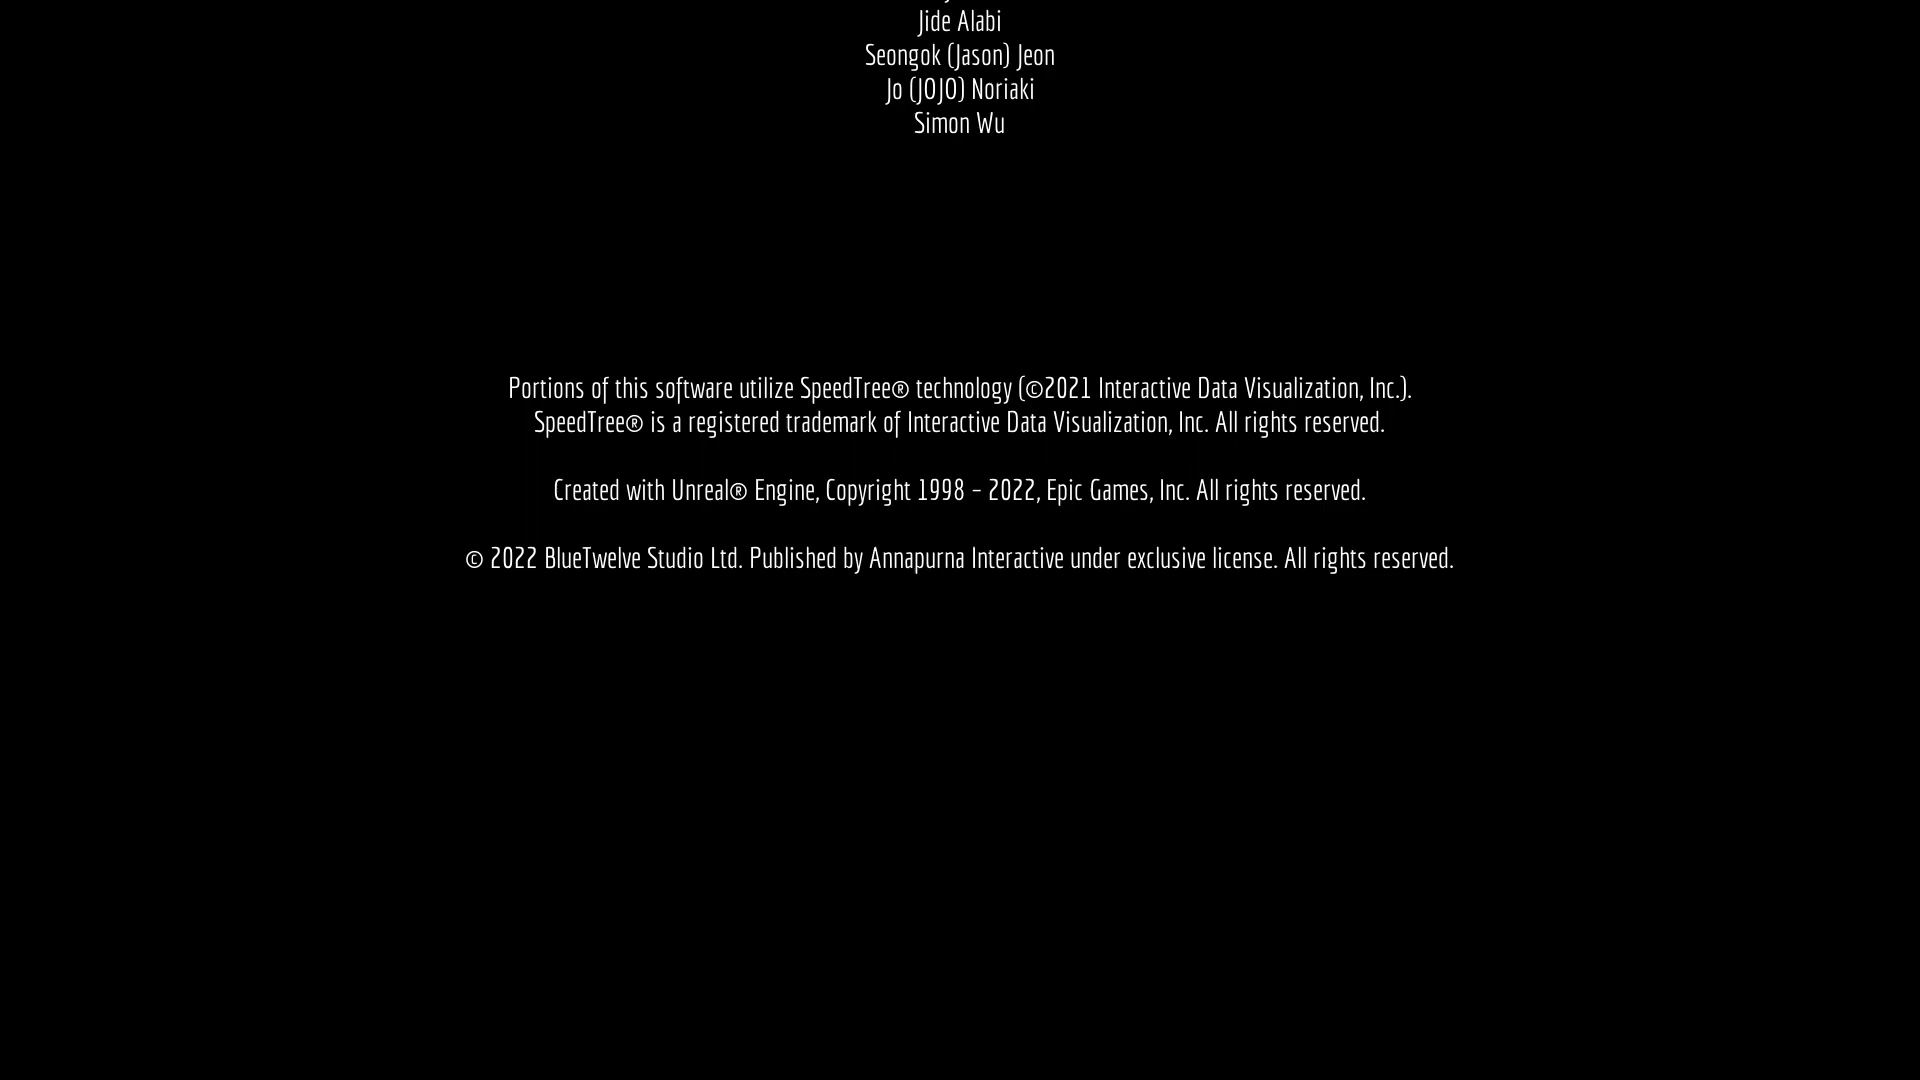 Jide Alabi
Seongok (Jason) Jeon
Jo (JOJO) Noriaki
Simon Wu
Portions of this software utilize SpeedTree® technology (©2021 Interactive Data Visualization, Inc.).
SpeedTree® is a registered trademark of Interactive Data Visualization, Inc. All rights reserved.
Created with Unreal® Engine, Copyright 1998 – 2022, Epic Games, Inc. All rights reserved.
© 2022 BlueTwelve Studio Ltd. Published by Annapurna Interactive under exclusive license. All rights reserved.